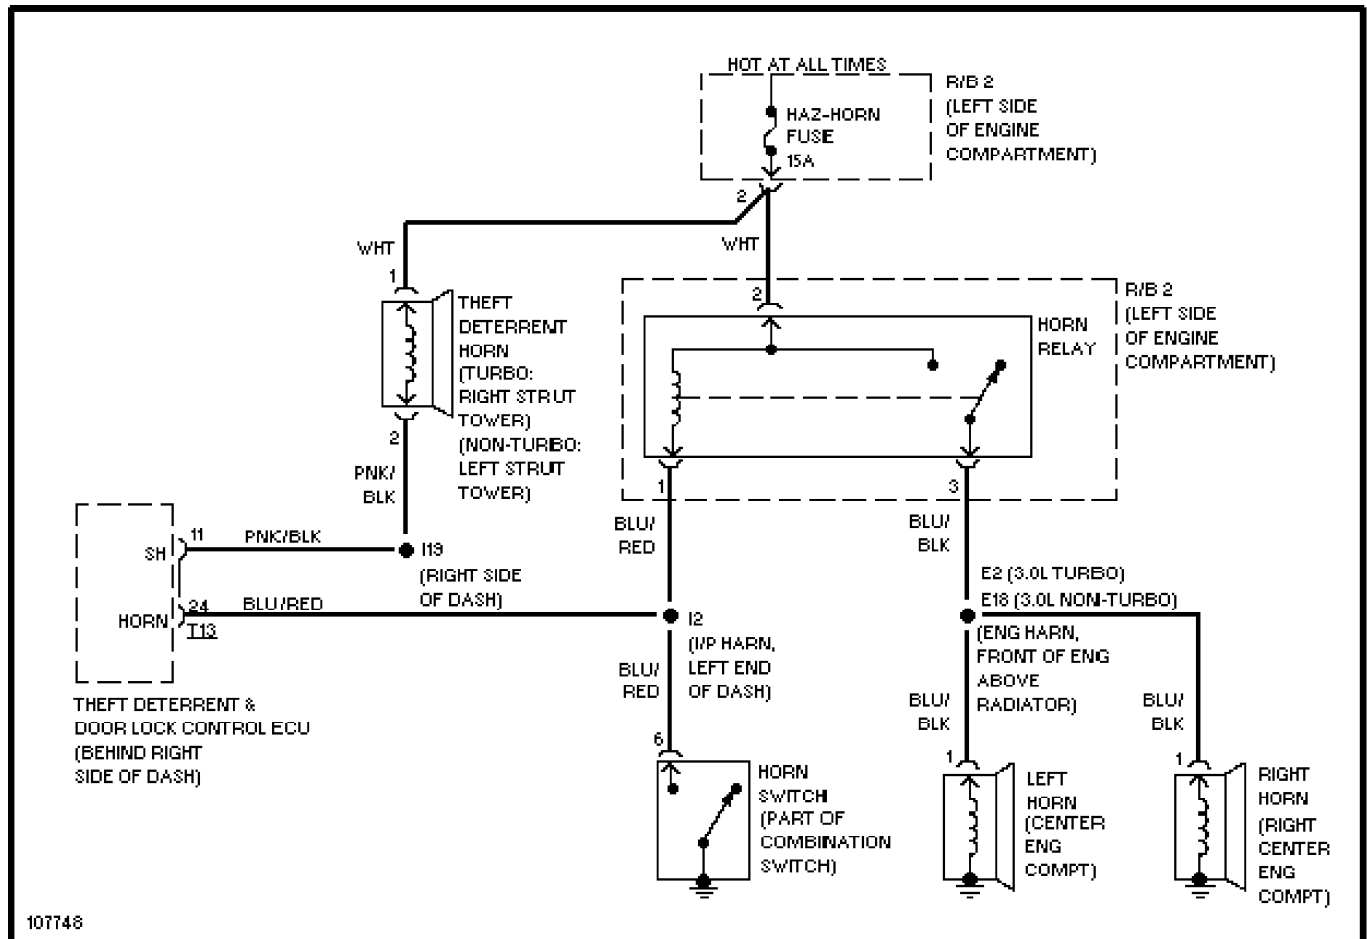 HOT AT ALL TIMES
HAZ-HORN
FUSE
15A
R/B 2
(LEFT SIDE
OF ENGINE
COMPARTMENT)
2
WHT
WHT
1
2
THEFT
DETERRENT
HORN
(TURBO:
RIGHT STRUT
TOWER)
(NON-TURBO:
LEFT STRUT
TOWER)
HORN
RELAY
R/B 2
(LEFT SIDE
OF ENGINE
COMPARTMENT)
2
PNK/
BLK
1
3
BLU/
RED
BLU/
BLK
SH
11
PNK/BLK
I19
(RIGHT SIDE
OF DASH)
HORN
24
T13
BLU/RED
I2
(I/P HARN,
LEFT END
OF DASH)
E2 (3.0L TURBO)
E18 (3.0L NON-TURBO)
(ENG HARN,
FRONT OF ENG
ABOVE
RADIATOR)
BLU/
RED
BLU/
BLK
BLU/
BLK
THEFT DETERRENT &
DOOR LOCK CONTROL ECU
(BEHIND RIGHT
SIDE OF DASH)
6
HORN
SWITCH
(PART OF
COMBINATION
SWITCH)
1
LEFT
HORN
(CENTER
ENG
COMPT)
1
RIGHT
HORN
(RIGHT
CENTER
ENG
COMPT)
107748